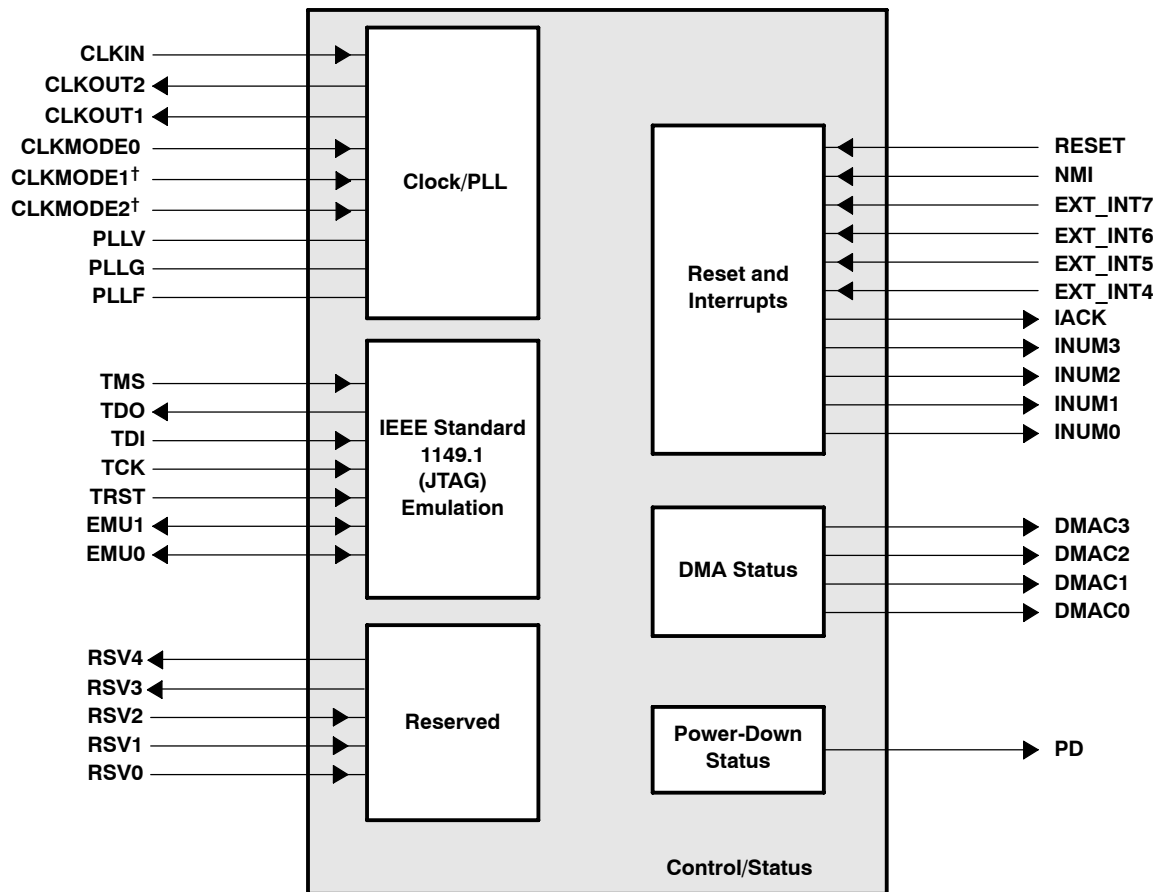 CLKIN
CLKOUT2
CLKOUT1
CLKMODE0
CLKMODE1†
CLKMODE2†
PLLV
PLLG
PLLF
Clock/PLL
TMS
TDO
TDI
TCK
TRST
EMU1
EMU0
IEEE Standard
1149.1
(JTAG)
Emulation
RSV4
RSV3
RSV2
RSV1
RSV0
Reserved
Reset and
Interrupts
RESET
NMI
EXT_INT7
EXT_INT6
EXT_INT5
EXT_INT4
IACK
INUM3
INUM2
INUM1
INUM0
DMA Status
DMAC3
DMAC2
DMAC1
DMAC0
Power-Down
Status
PD
Control/Status